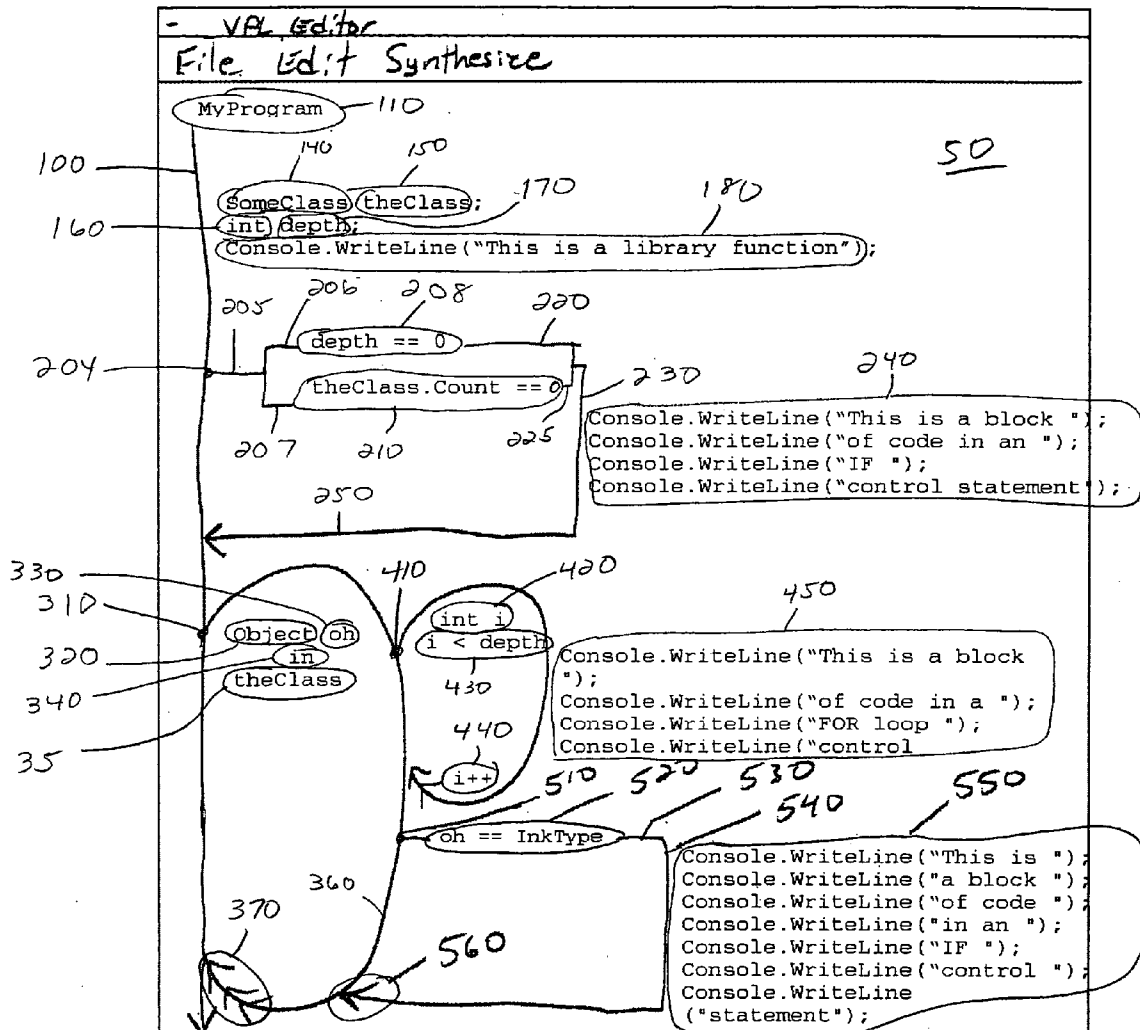 - VPL Editor
File Edit Synthesize
MyProgram 110
50
100
140 150
someClass theClass; 170 180
160 int depth;
Console.WriteLine("This is a library function");
205 206 208 220
depth == 0
204
theClass.Count == 0 230 240
207 210 225
Console.WriteLine("This is a block ");
Console.WriteLine("of code in an ");
Console.WriteLine("IF ");
Console.WriteLine("control statement");
250
330 410 420
310 450
320 Object oh int i
340 in i < depth
35 theClass 430
Console.WriteLine("This is a block
");
Console.WriteLine("of code in a ");
Console.WriteLine("FOR loop ");
Console.WriteLine("control
440
i++ 510 520 530
540 550
oh == InkType
360
370 560
Console.WriteLine("This is ");
Console.WriteLine("a block ");
Console.WriteLine("of code ");
Console.WriteLine("in an ");
Console.WriteLine("IF ");
Console.WriteLine("control ");
Console.WriteLine
("statement");